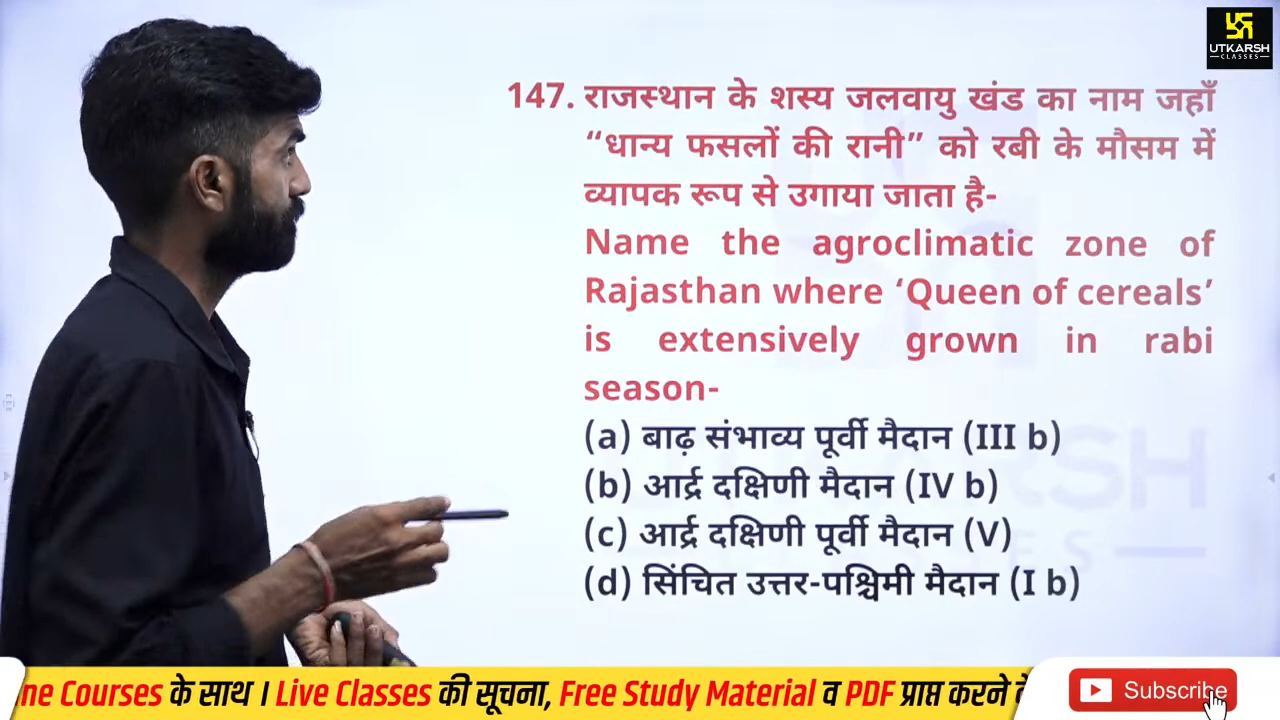 UTKARSH
CLASSES
147. राजस्थान के शस्य जलवायु खंड का नाम जहाँ
“धान्य फसलों की रानी” को रबी के मौसम में
व्यापक रूप से उगाया जाता है-
Name the agroclimatic zone of
Rajasthan where ‘Queen of cereals’
is extensively grown in rabi
season-
(a) बाढ़ संभाव्य पूर्वी मैदान (III b)
(b) आर्द्र दक्षिणी मैदान (IV b)
(c) आर्द्र दक्षिणी पूर्वी मैदान (V)
(d) सिंचित उत्तर-पश्चिमी मैदान (I b)
ne Courses के साथ । Live Classes की सूचना, Free Study Material व PDF प्राप्त करने
Subscribe